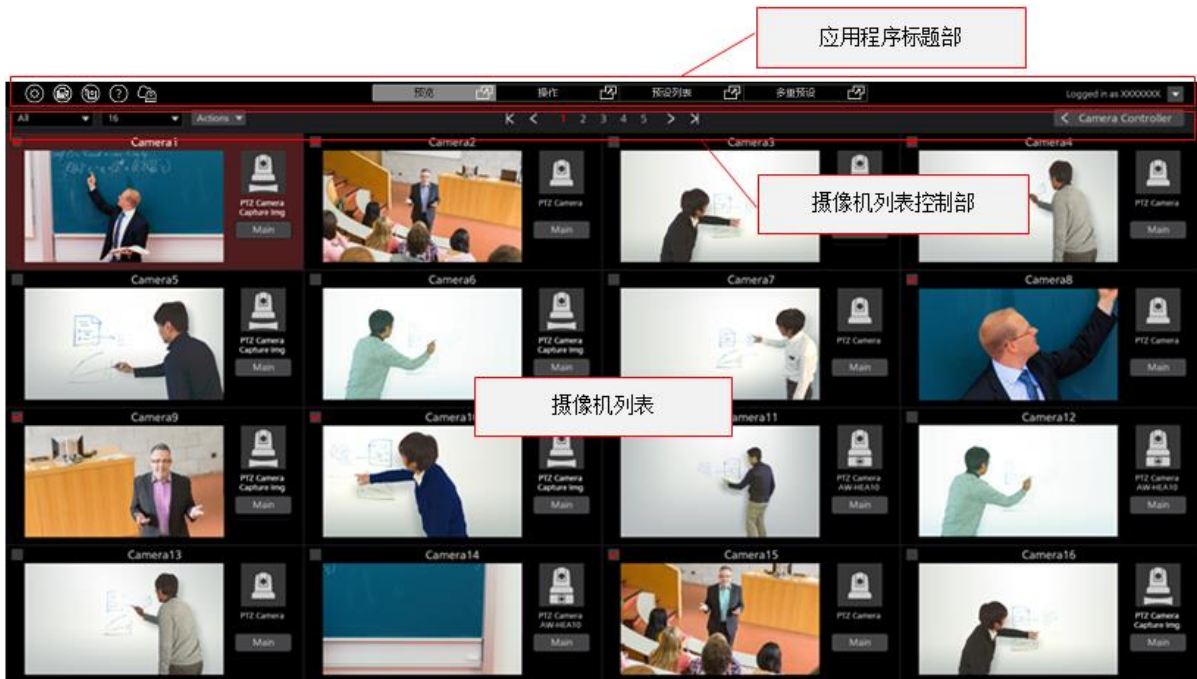 应用程序标题部
预览
操作
预设列表
多重预设
Logged in as XXXXXXX
All
16
Actions
1 2 3 4 5
Camera Controller
摄像机列表控制部
Camera1
PTZ Camera
Capture Img
Main
Camera2
PTZ Camera
Main
Camera3
Camera4
PTZ Camera
Main
Camera5
PTZ Camera
Capture Img
Main
Camera6
PTZ Camera
Capture Img
Main
Camera7
PTZ Camera
Main
Camera8
PTZ Camera
Main
摄像机列表
Camera9
PTZ Camera
Capture Img
Main
Camera10
PTZ Camera
Capture Img
Main
Camera11
PTZ Camera
AW-HEA10
Main
Camera12
PTZ Camera
AW-HEA10
Main
Camera13
PTZ Camera
Main
Camera14
PTZ Camera
AW-HEA10
Main
Camera15
PTZ Camera
Main
Camera16
PTZ Camera
Capture Img
Main